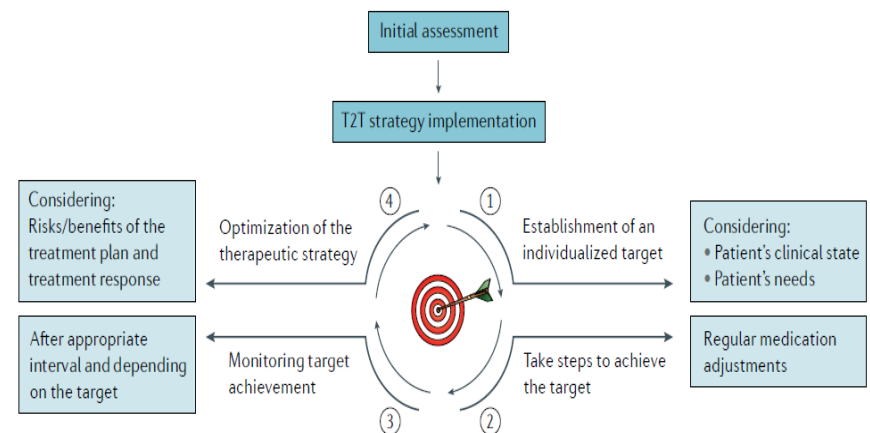 Initial assessment
T2T strategy implementation
4
1
Considering:
Risks/benefits of the
treatment plan and
treatment response
Optimization of the
therapeutic strategy
Establishment of an
individualized target
Considering:
• Patient's clinical state
• Patient's needs
After appropriate
interval and depending
on the target
Monitoring target
achievement
Take steps to achieve
the target
Regular medication
adjustments
3
2